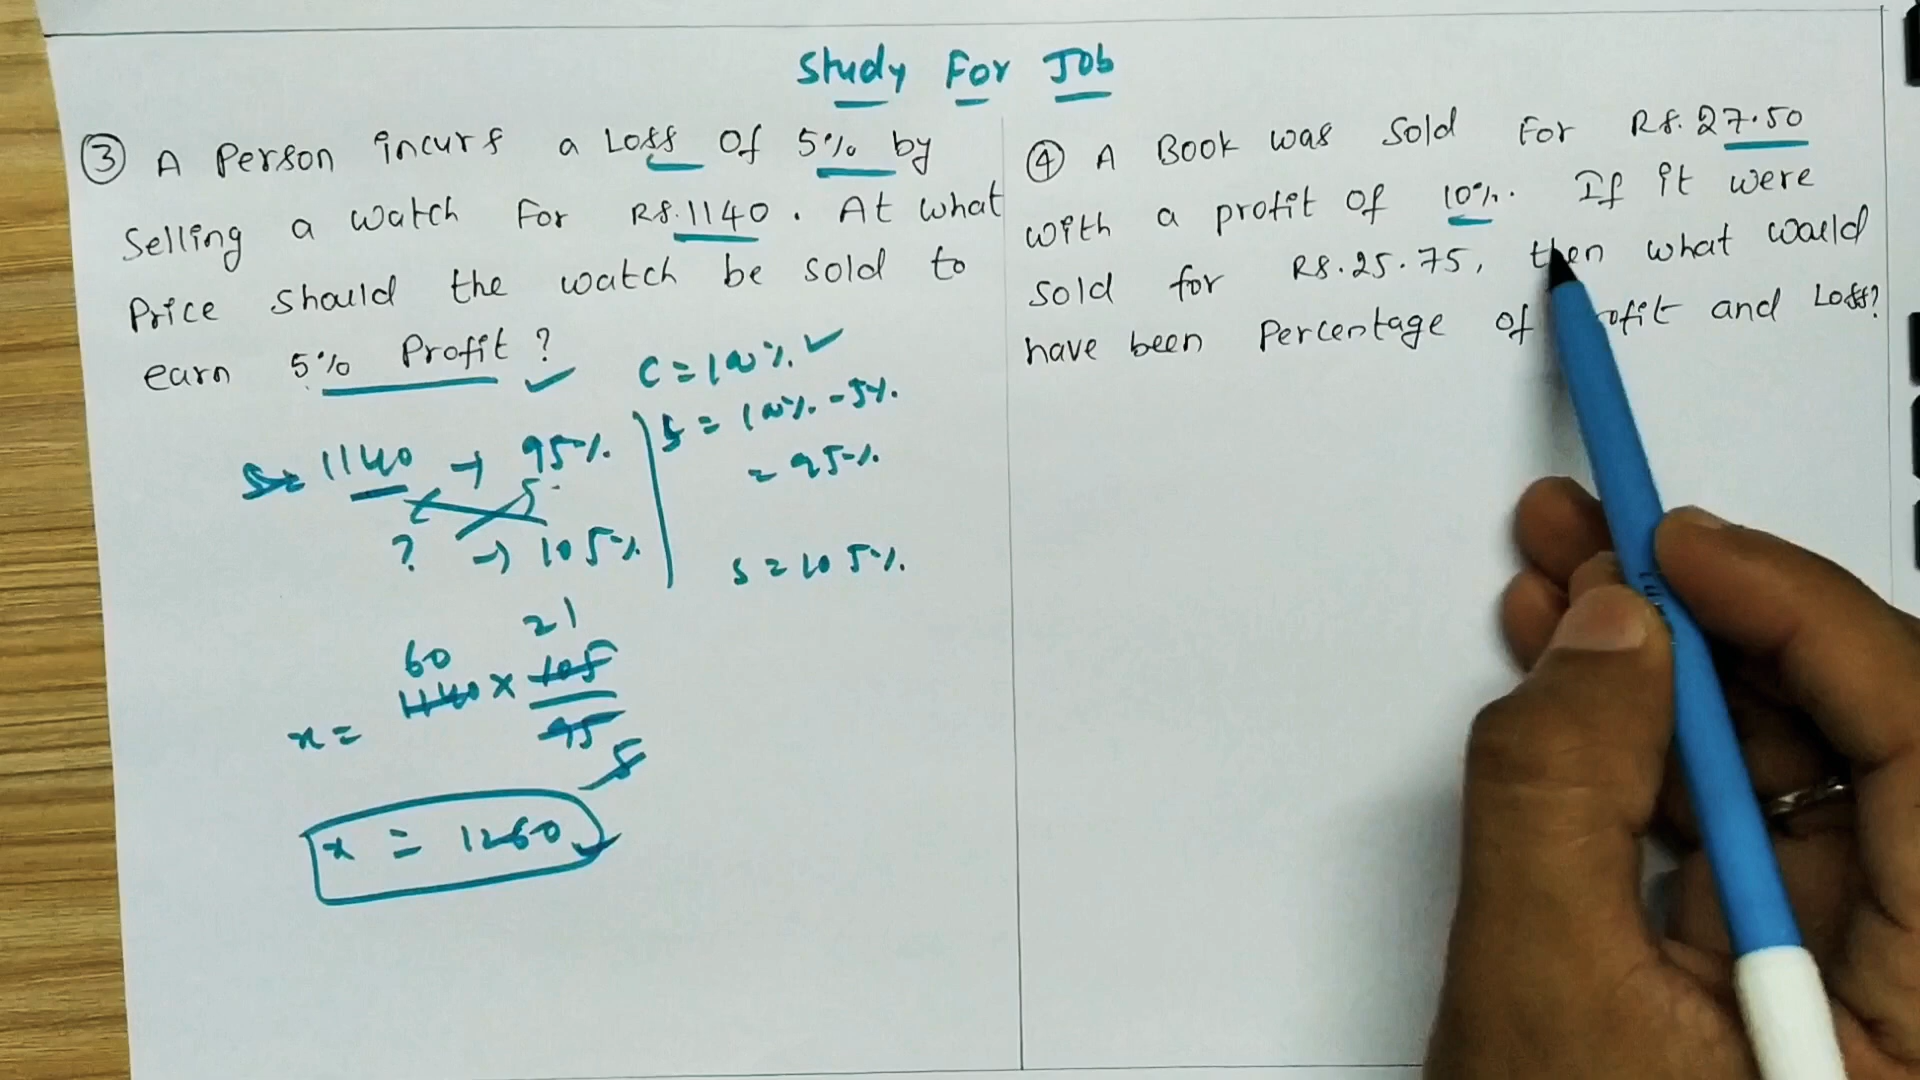 Study For Job
③ A Person incurs a Loss of 5% by
Selling a watch For RS.1140. At what
Price should the watch be sold to
earn 5% Profit?
C = 100%
S = 100% - 5%
= 95%
S = 105%
S = 1140 → 95%
? → 105%
60 21
x = 1140 x 105
95
5
x = 1260
④ A Book was Sold For RS.27.50
with a profit of 10%. If it were
sold for RS.25.75, then what would
have been Percentage of and Loss?